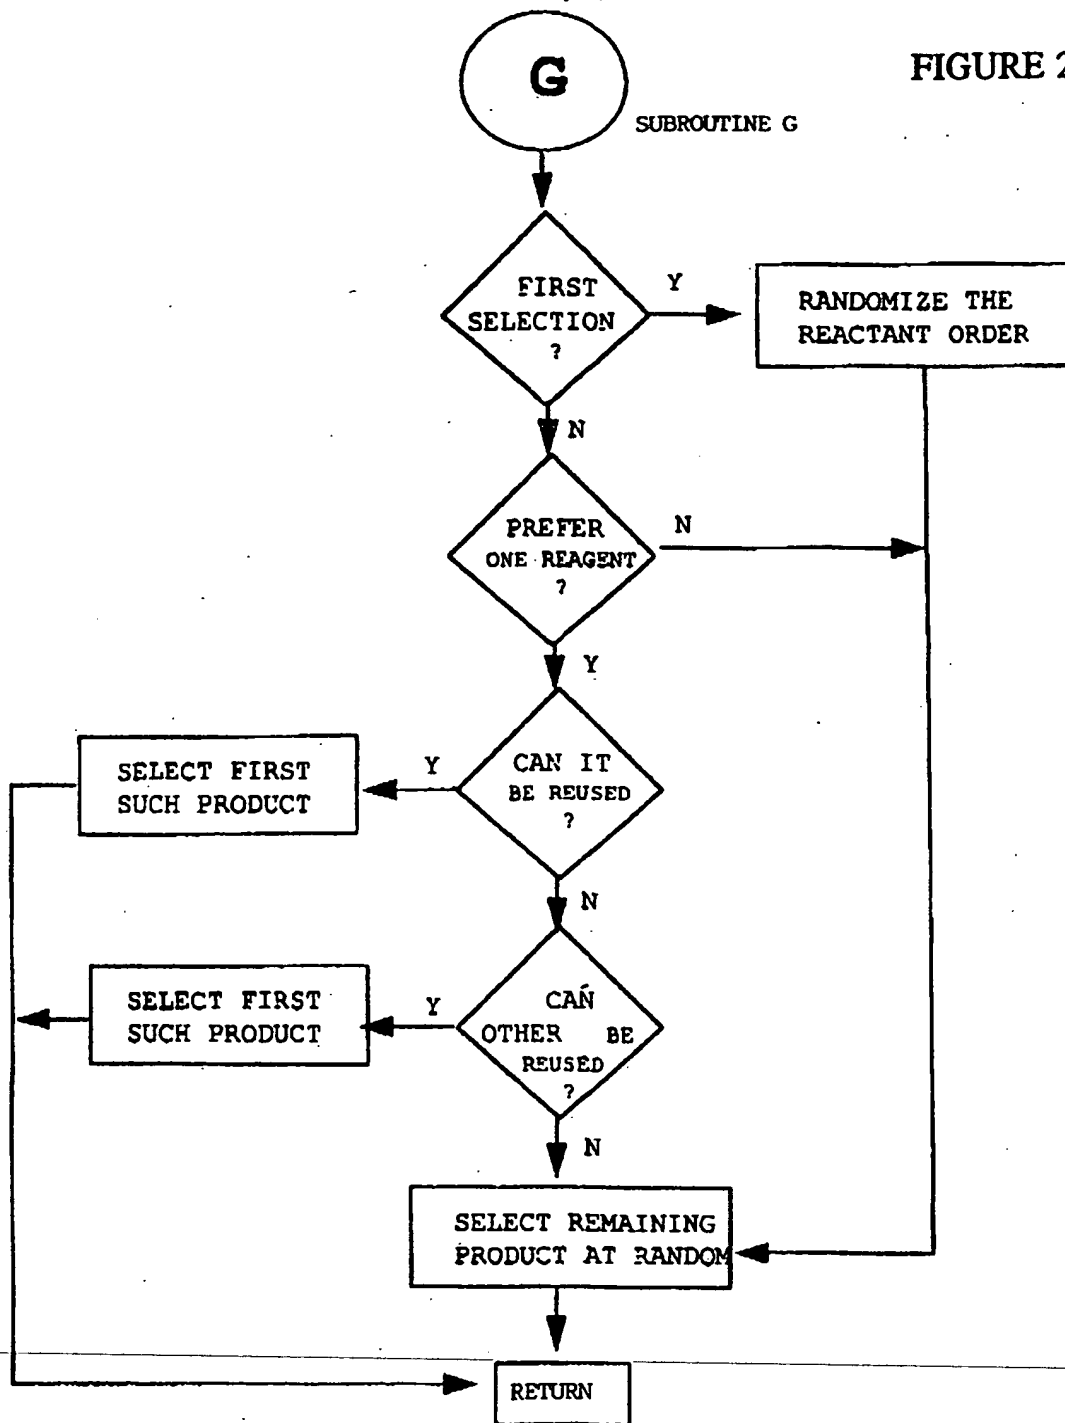 G
FIGURE 2
SUBROUTINE G
FIRST
SELECTION
?
Y
RANDOMIZE THE
REACTANT ORDER
N
PREFER
ONE REAGENT
?
N
Y
CAN IT
BE REUSED
?
Y
SELECT FIRST
SUCH PRODUCT
N
CAN
OTHER BE
REUSED
?
Y
SELECT FIRST
SUCH PRODUCT
N
SELECT REMAINING
PRODUCT AT RANDOM
RETURN